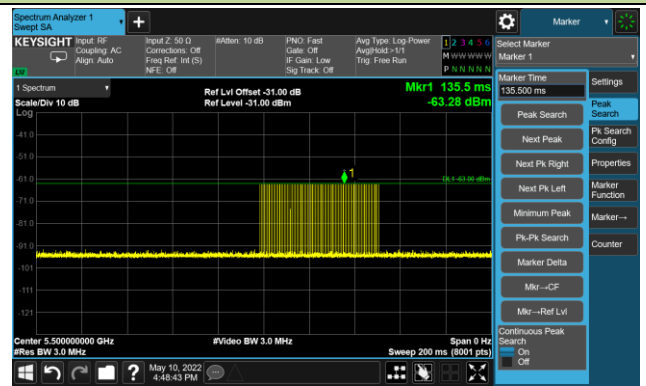 Spectrum Analyzer 1
Swept SA
Marker
KEYSIGHT
Input: RF
Coupling: AC
Align: Auto
Input Z: 50 Ω
Corrections: Off
Freq Ref: Int (S)
NFE: Off
#Atten: 10 dB
PNO: Fast
Gate: Off
IF Gain: Low
Sig Track: Off
Avg Type: Log-Power
Avg|Hold:>1/1
Trig: Free Run
1 2 3 4 5 6
M W W W W W
P N N N N N
LXI
1 Spectrum
Scale/Div 10 dB
Log
Ref Lvl Offset -31.00 dB
Ref Level -31.00 dBm
Mkr1 135.5 ms
-63.28 dBm
-41.0
-51.0
-61.0
-71.0
-81.0
-91.0
-101
-111
-121
1
DL1 -63.00 dBm
Center 5.500000000 GHz
#Res BW 3.0 MHz
#Video BW 3.0 MHz
Span 0 Hz
Sweep 200 ms (8001 pts)
May 10, 2022
4:48:43 PM
Select Marker
Marker 1
Marker Time
135.500 ms
Peak Search
Next Peak
Next Pk Right
Next Pk Left
Minimum Peak
Pk-Pk Search
Marker Delta
Mkr→CF
Mkr→Ref Lvl
Continuous Peak
Search
On
Off
Settings
Peak
Search
Pk Search
Config
Properties
Marker
Function
Marker→
Counter